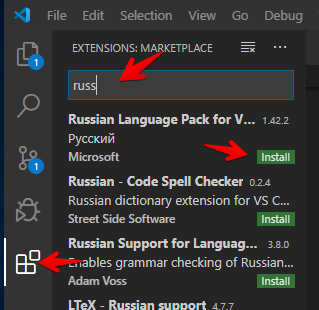 File Edit Selection View Go Debug
EXTENSIONS: MARKETPLACE
russ
Russian Language Pack for V... 1.42.2
Русский
Microsoft Install
Russian - Code Spell Checker 0.2.4
Russian dictionary extension for VS C...
Street Side Software Install
Russian Support for Languag... 3.8.0
Enables grammar checking of Russian...
Adam Voss Install
LTeX - Russian support 4.7.7
1
1